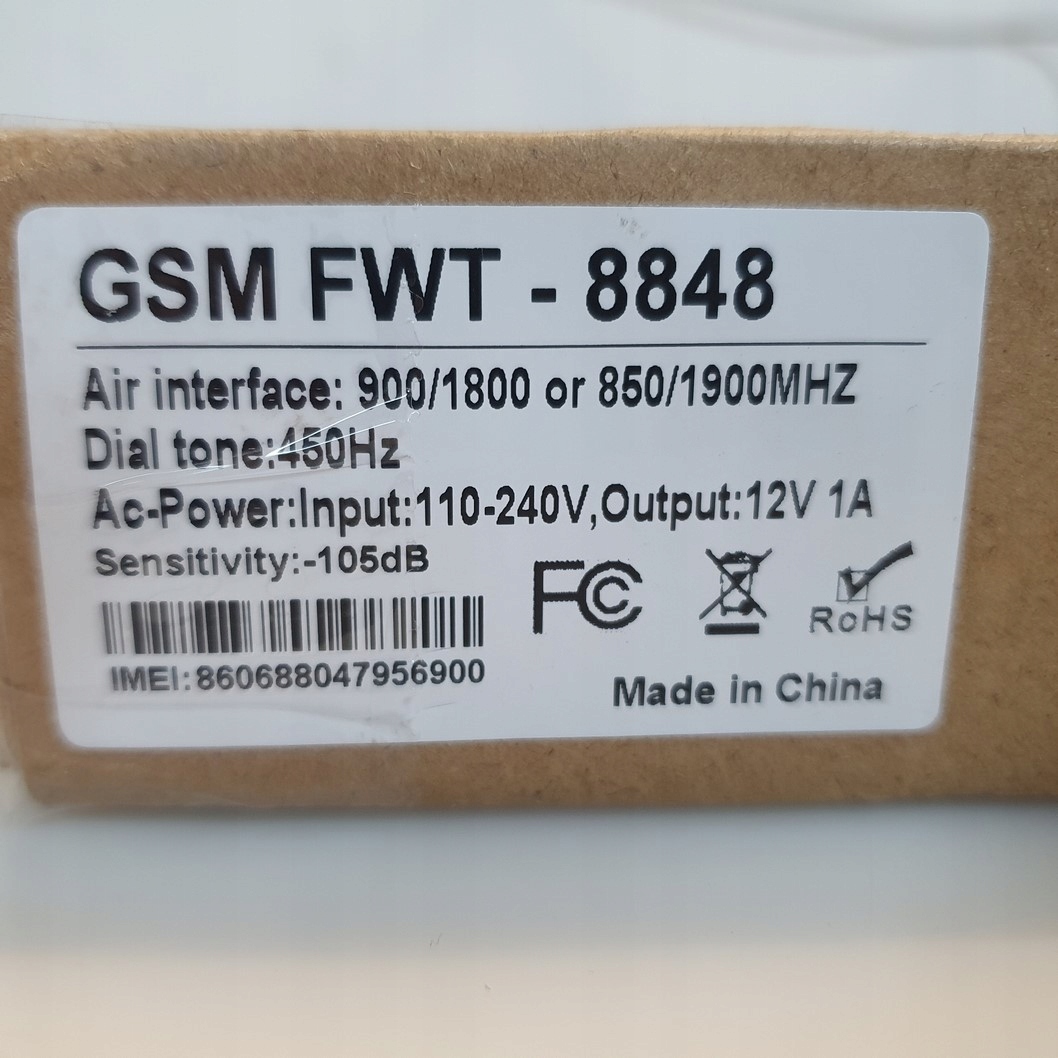 GSM FWT - 8848
Air interface: 900/1800 or 850/1900MHZ
Dial tone:450Hz
Ac-Power:Input:110-240V,Output:12V 1A
Sensitivity:-105dB
FC
RoHS
IMEI:860688047956900
Made in China